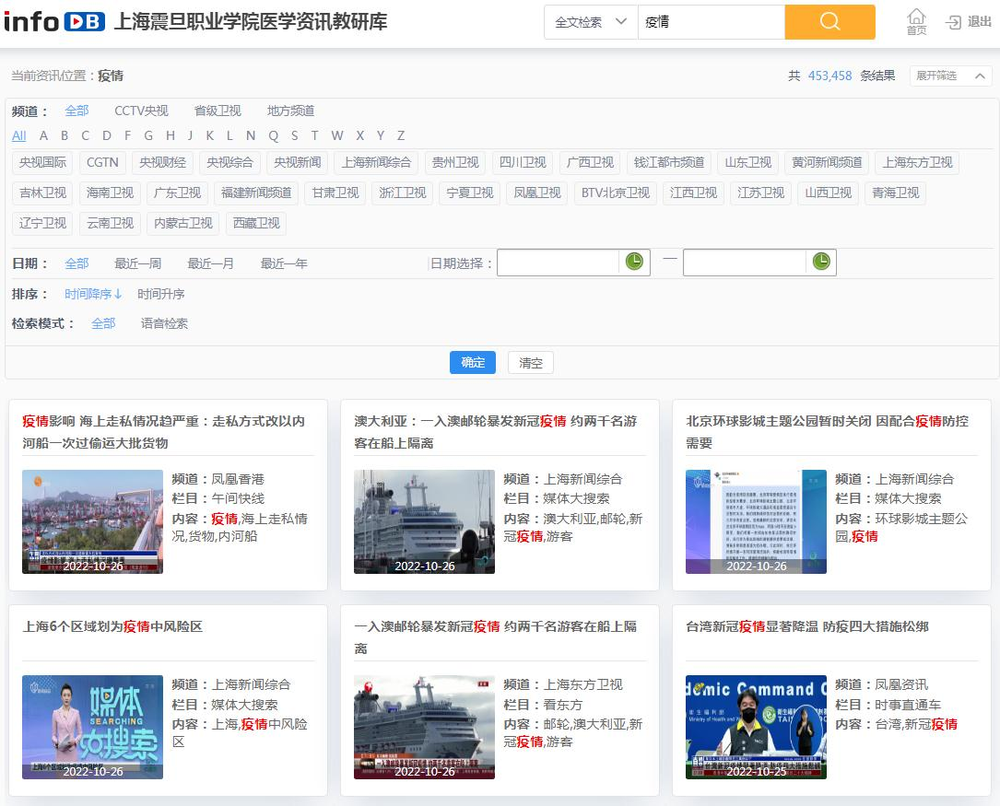 info DB 上海震旦职业学院医学资讯教研库
全文检索 疫情 首页 退出
当前资讯位置：疫情
共 453,458 条结果 展开筛选
频道： 全部 CCTV央视 省级卫视 地方频道
All A B C D F G H J K L N Q S T W X Y Z
央视国际 CGTN 央视财经 央视综合 央视新闻 上海新闻综合 贵州卫视 四川卫视 广西卫视 钱江都市频道 山东卫视 黄河新闻频道 上海东方卫视
吉林卫视 海南卫视 广东卫视 福建新闻频道 甘肃卫视 浙江卫视 宁夏卫视 凤凰卫视 BTV北京卫视 江西卫视 江苏卫视 山西卫视 青海卫视
辽宁卫视 云南卫视 内蒙古卫视 西藏卫视
日期： 全部 最近一周 最近一月 最近一年 日期选择： —
排序： 时间降序↓ 时间升序
检索模式： 全部 语音检索
确定 清空
疫情影响 海上走私情况趋严重：走私方式改以内
河船一次过偷运大批货物
频道：凤凰香港
栏目：午间快线
内容：疫情,海上走私情
况,货物,内河船
2022-10-26
澳大利亚：一入澳邮轮暴发新冠疫情 约两千名游
客在船上隔离
频道：上海新闻综合
栏目：媒体大搜索
内容：澳大利亚,邮轮,新
冠疫情,游客
2022-10-26
北京环球影城主题公园暂时关闭 因配合疫情防控
需要
频道：上海新闻综合
栏目：媒体大搜索
内容：环球影城主题公
园,疫情
2022-10-26
上海6个区域划为疫情中风险区
媒体
SEARCHING
大搜索
频道：上海新闻综合
栏目：媒体大搜索
内容：上海,疫情中风险
区
2022-10-26
一入澳邮轮暴发新冠疫情 约两千名游客在船上隔
离
频道：上海东方卫视
栏目：看东方
内容：邮轮,澳大利亚,新
冠疫情,游客
2022-10-26
台湾新冠疫情显著降温 防疫四大措施松绑
demic Command C
频道：凤凰资讯
栏目：时事直通车
内容：台湾,新冠疫情
2022-10-25